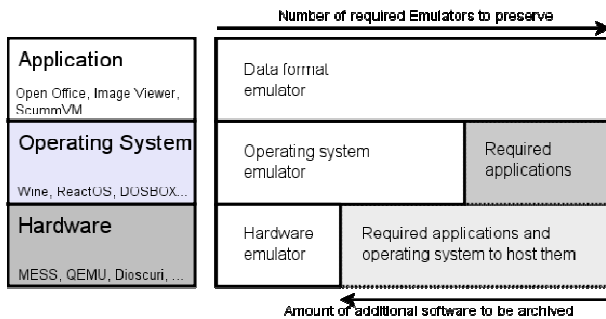 Number of required Emulators to preserve
Application
Open Office, Image Viewer,
ScummVM
Data format
emulator
Operating System
Wine, ReactOS, DOSBOX...
Operating system
emulator
Required
applications
Hardware
MESS, QEMU, Dioscuri, ...
Hardware
emulator
Required applications and
operating system to host them
Amount of additional software to be archived